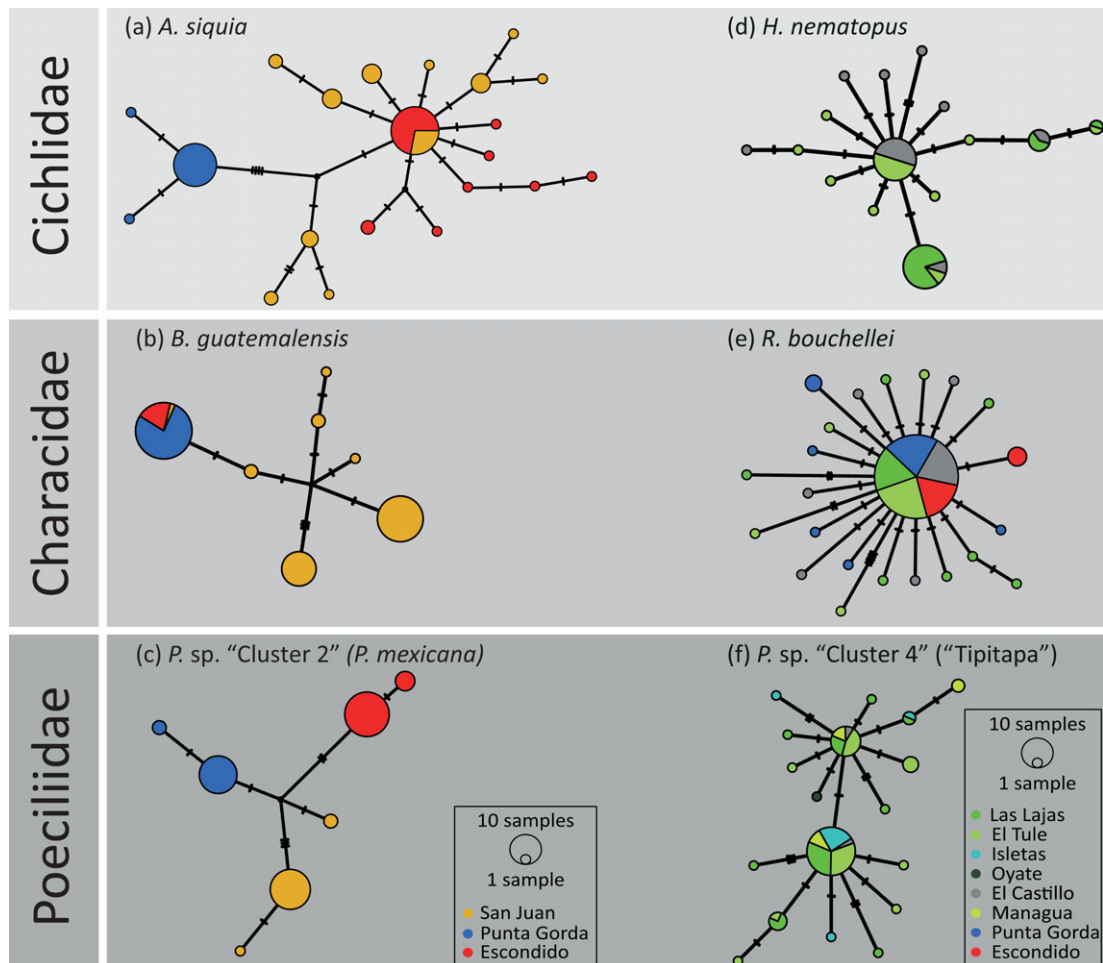 Cichlidae
(a) A. siquia
(d) H. nematopus
Characidae
(b) B. guatemalensis
(e) R. bouchellei
Poeciliidae
(c) P. sp. “Cluster 2” (P. mexicana)
10 samples
1 sample
San Juan
Punta Gorda
Escondido
(f) P. sp. “Cluster 4” (“Tipitapa”)
10 samples
1 sample
Las Lajas
El Tule
Isletas
Oyate
El Castillo
Managua
Punta Gorda
Escondido